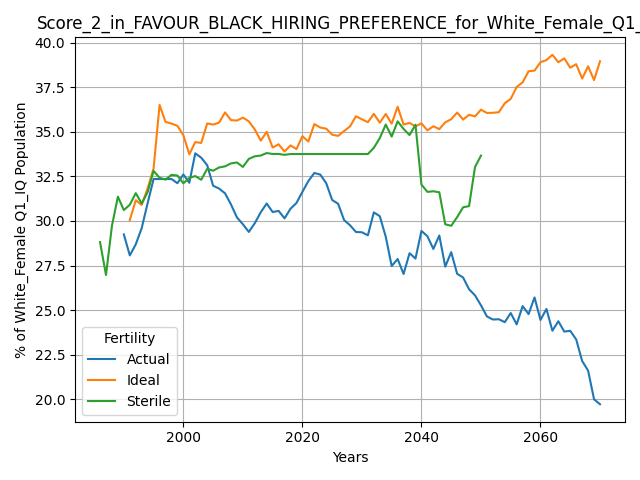 Score_2_in_FAVOUR_BLACK_HIRING_PREFERENCE_for_White_Female_Q1_
40.0
37.5
35.0
32.5
30.0
27.5
25.0
22.5
20.0
% of White_Female Q1_IQ Population
Fertility
Actual
Ideal
Sterile
2000
2020
2040
2060
Years